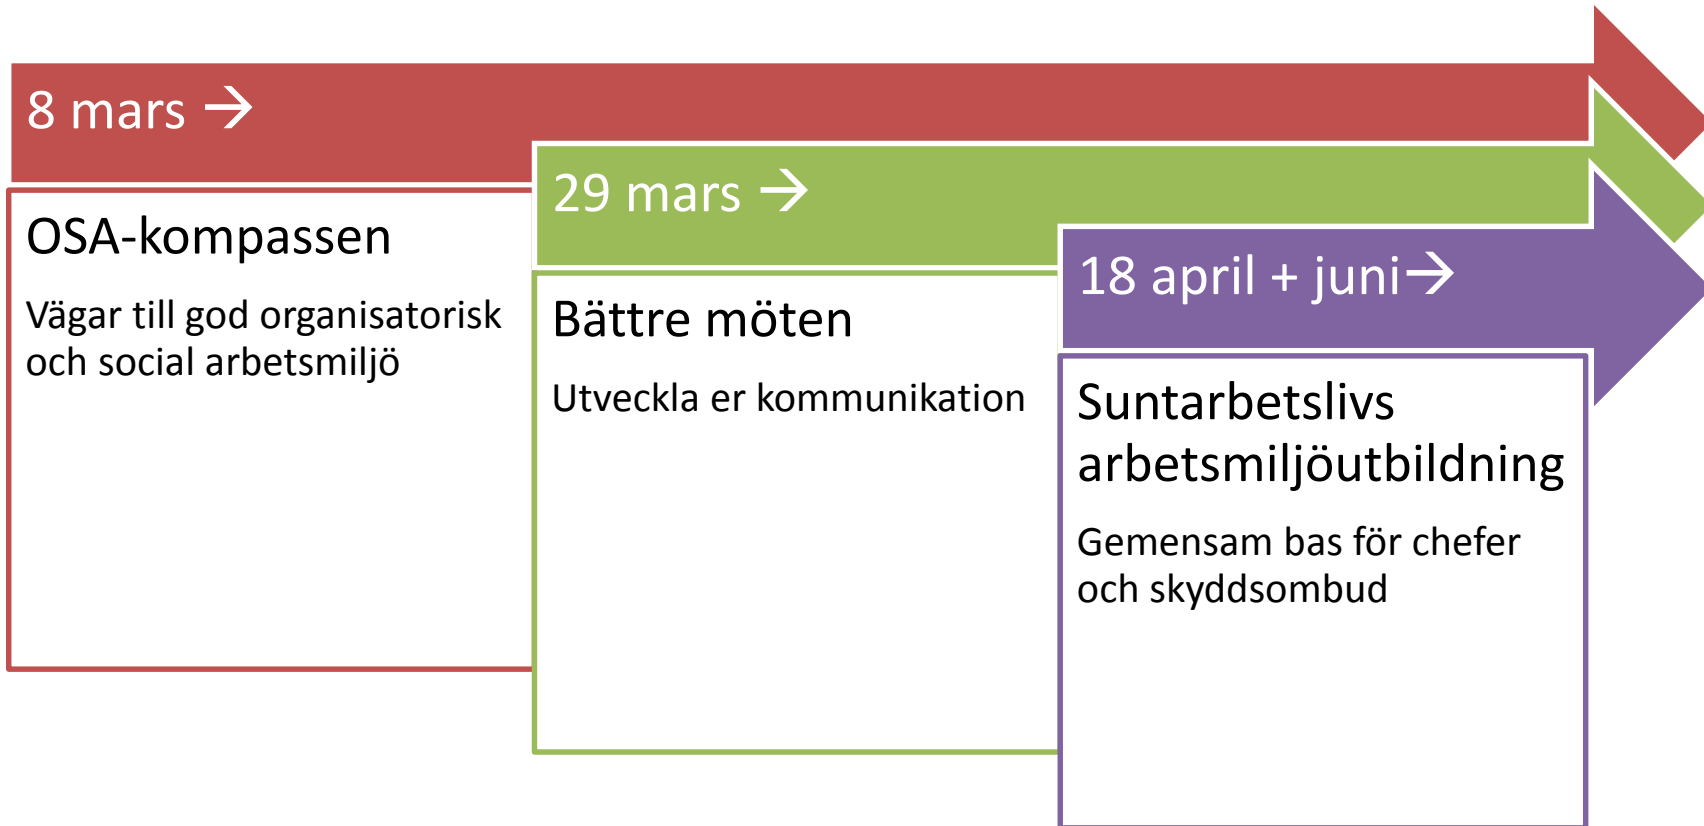 8 mars →
OSA-kompassen
Vägar till god organisatorisk
och social arbetsmiljö
29 mars →
Bättre möten
Utveckla er kommunikation
18 april + juni→
Suntarbetslivs
arbetsmiljöutbildning
Gemensam bas för chefer
och skyddsombud